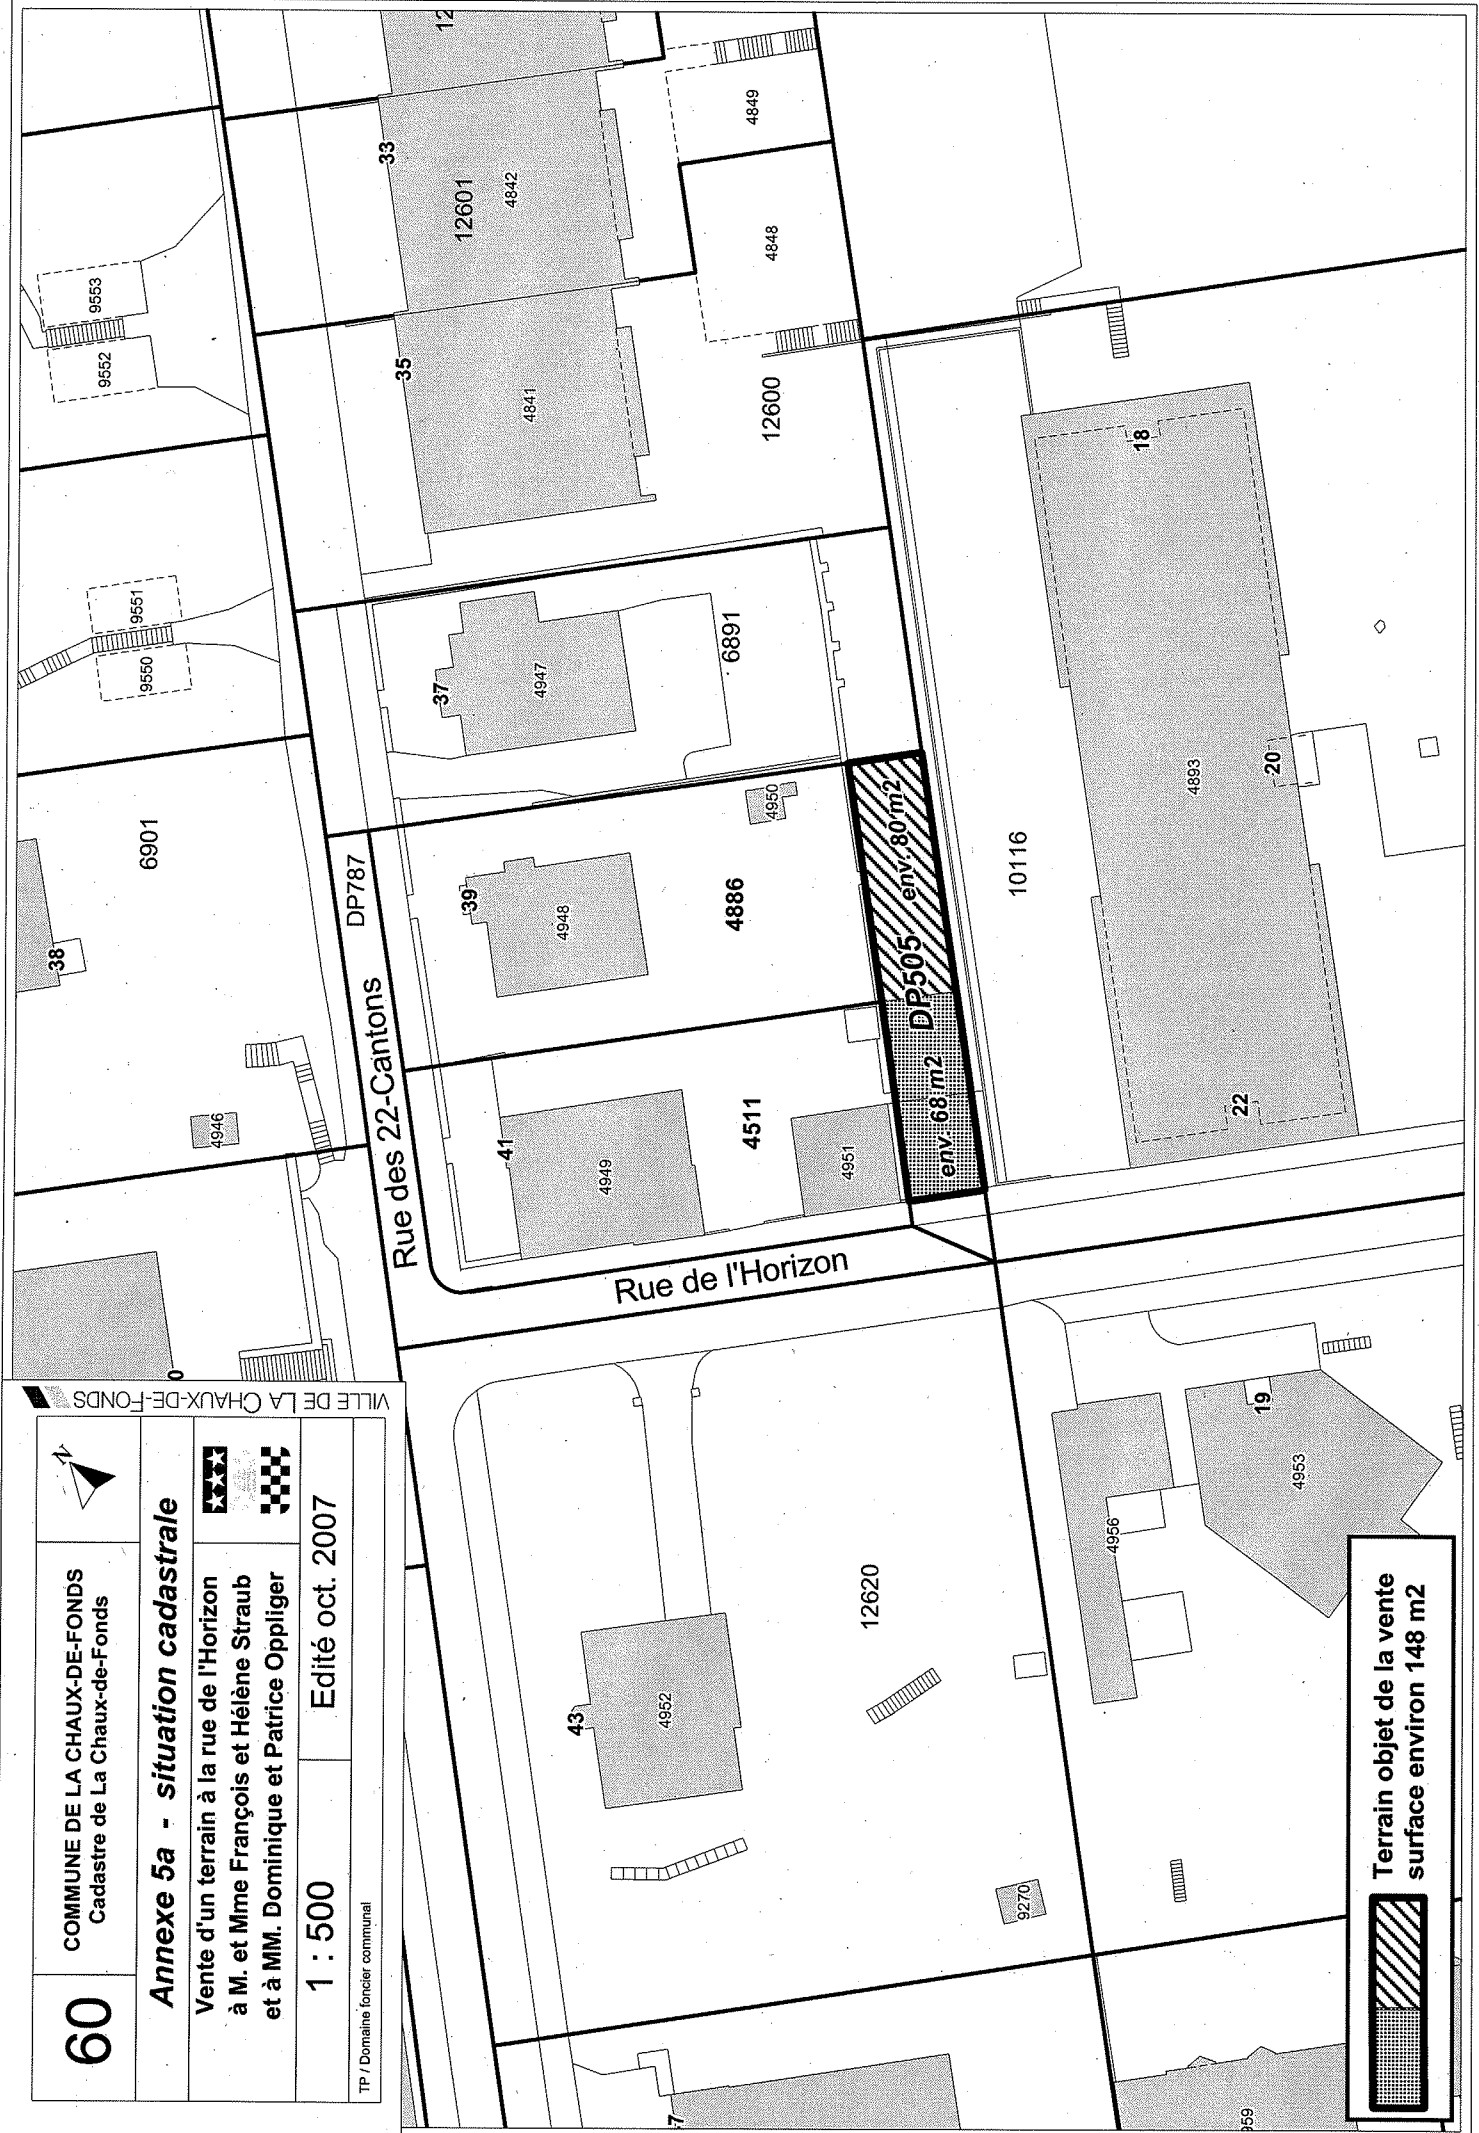 60
COMMUNE DE LA CHAUX-DE-FONDS
Cadastre de La Chaux-de-Fonds
N
Annexe 5a - situation cadastrale
Vente d'un terrain à la rue de l'Horizon
à M. et Mme François et Hélène Straub
et à MM. Dominique et Patrice Oppliger
1 : 500
Edité oct. 2007
TP / Domaine foncier communal
VILLE DE LA CHAUX-DE-FONDS
0
38
6901
4946
9550
9551
9552
9553
Rue des 22-Cantons
DP787
Rue de l'Horizon
41
4949
4511
4951
39
4948
4886
4950
37
4947
6891
35
4841
12600
33
12601
4842
4848
4849
12
env. 68 m2
DP505
env. 80 m2
10116
18
4893
20
22
43
4952
12620
9270
7
959
4956
19
4953
Terrain objet de la vente
surface environ 148 m2